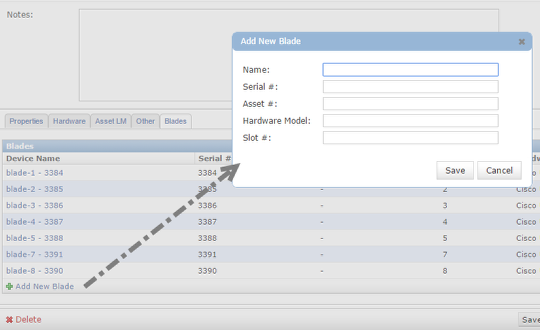 Notes:
Add New Blade
Name:
Serial #:
Asset #:
Hardware Model:
Slot #:
Save Cancel
Properties Hardware Asset LM Other Blades
Blades
Device Name Serial #
blade-1 - 3384 3384
blade-2 - 3385 3385 - 2 Cisco
blade-3 - 3386 3386 - 3 Cisco
blade-4 - 3387 3387 - 4 Cisco
blade-5 - 3388 3388 - 5 Cisco
blade-7 - 3391 3391 - 7 Cisco
blade-8 - 3390 3390 - 8 Cisco
Add New Blade
Delete Save